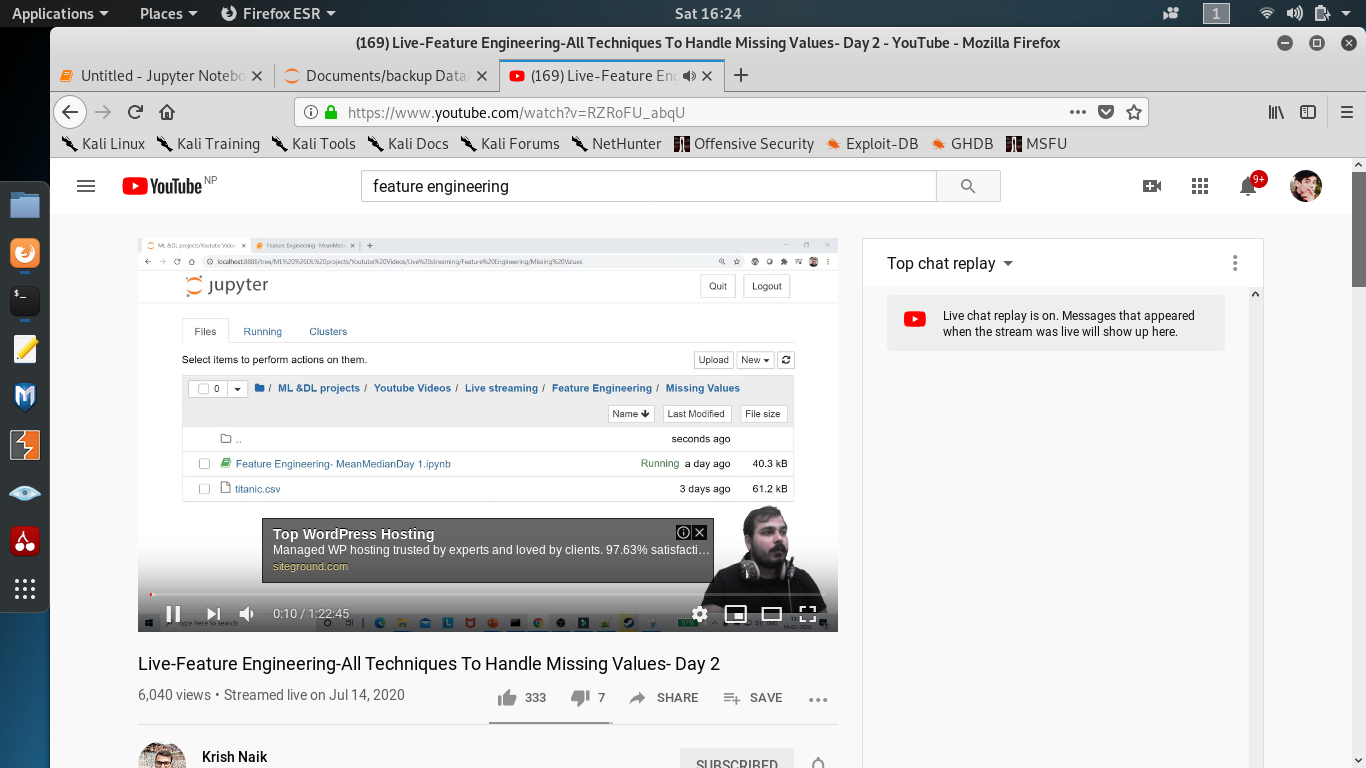 Applications Places Firefox ESR Sat 16:24 1
(169) Live-Feature Engineering-All Techniques To Handle Missing Values- Day 2 - YouTube - Mozilla Firefox
Untitled - Jupyter Notebo Documents/backup Data/ (169) Live-Feature Eng
https://www.youtube.com/watch?v=RZRoFU_abqU
Kali Linux Kali Training Kali Tools Kali Docs Kali Forums NetHunter Offensive Security Exploit-DB GHDB MSFU
YouTube NP feature engineering 9+
ML &DL projects/Youtube Videos Feature Engineering- MeanMed
localhost:8888/tree/ML%20%26DL%20projects/Youtube%20Videos/Live%20streaming/Feature%20Engineering/Missing%20Values
jupyter Quit Logout
Files Running Clusters
Select items to perform actions on them. Upload New
0 / ML &DL projects / Youtube Videos / Live streaming / Feature Engineering / Missing Values
Name Last Modified File size
.. seconds ago
Feature Engineering- MeanMedianDay 1.ipynb Running a day ago 40.3 kB
titanic.csv 3 days ago 61.2 kB
Top WordPress Hosting
Managed WP hosting trusted by experts and loved by clients. 97.63% satisfacti…
siteground.com
0:10 / 1:22:45
Type here to search
Live-Feature Engineering-All Techniques To Handle Missing Values- Day 2
6,040 views • Streamed live on Jul 14, 2020 333 7 SHARE SAVE
Krish Naik SUBSCRIBED
Top chat replay
Live chat replay is on. Messages that appeared
when the stream was live will show up here.